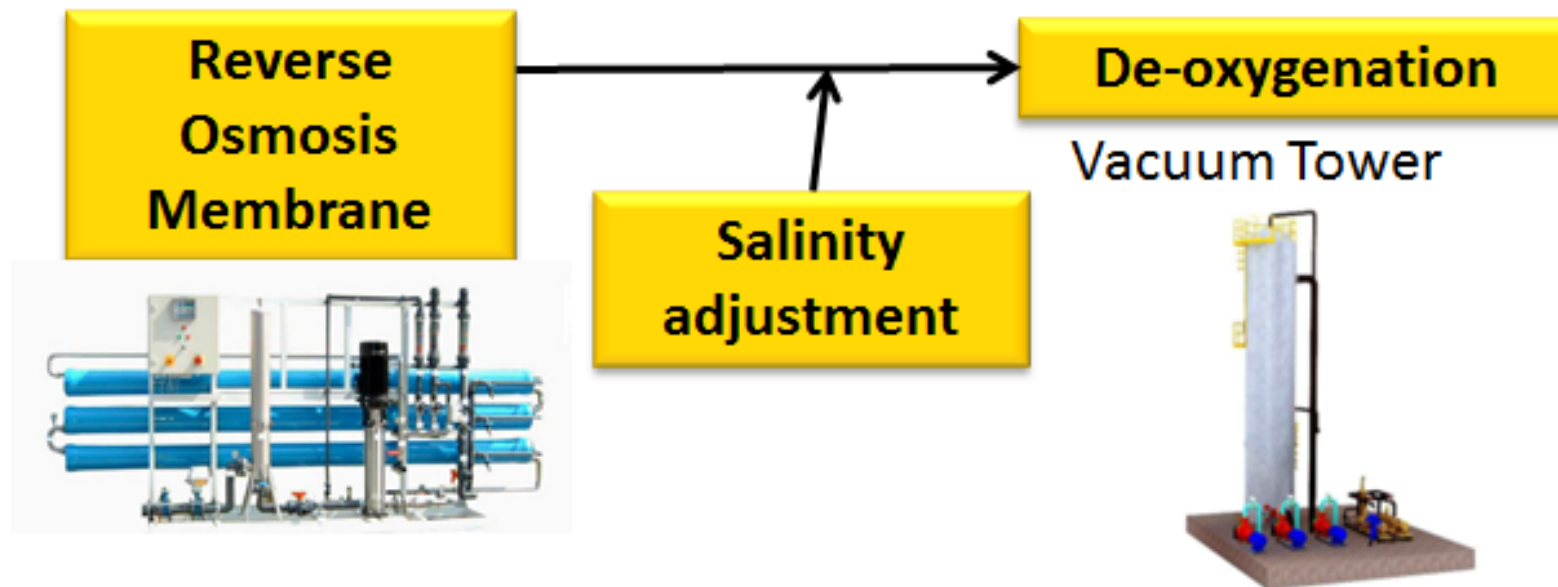 Reverse
Osmosis
Membrane
De-oxygenation
Vacuum Tower
Salinity
adjustment